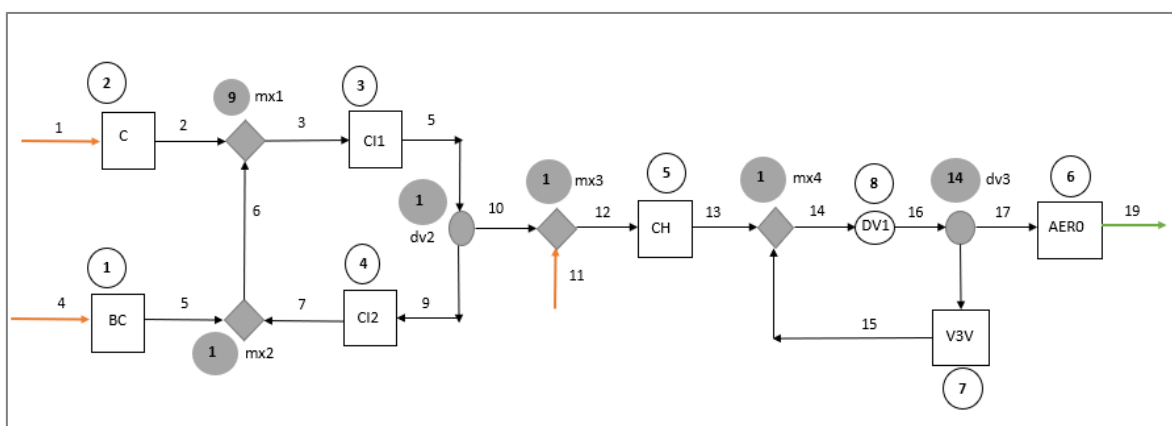 2 9 mx1 3
1 C 2 3 CI1 5
6
1 mx3 5 1 mx4 8 14 dv3 6
1 dv2 10 12 CH 13 14 DV1 16 17 AER0 19
11
1 4
4 BC 5 7 CI2 9
1 mx2
15 V3V
7